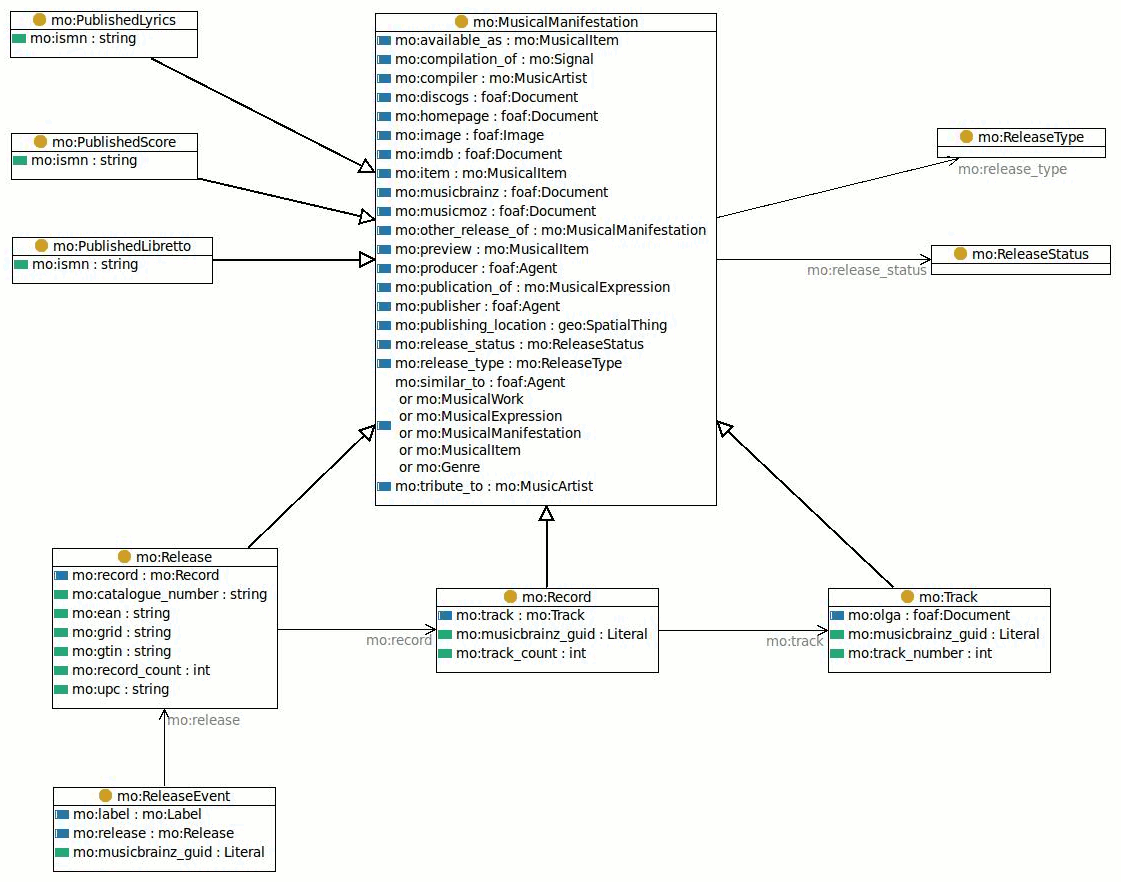 mo:PublishedLyrics
mo:ismn : string
mo:PublishedScore
mo:ismn : string
mo:PublishedLibretto
mo:ismn : string
mo:MusicalManifestation
mo:available_as : mo:MusicalItem
mo:compilation_of : mo:Signal
mo:compiler : mo:MusicArtist
mo:discogs : foaf:Document
mo:homepage : foaf:Document
mo:image : foaf:Image
mo:imdb : foaf:Document
mo:item : mo:MusicalItem
mo:musicbrainz : foaf:Document
mo:musicmoz : foaf:Document
mo:other_release_of : mo:MusicalManifestation
mo:preview : mo:MusicalItem
mo:producer : foaf:Agent
mo:publication_of : mo:MusicalExpression
mo:publisher : foaf:Agent
mo:publishing_location : geo:SpatialThing
mo:release_status : mo:ReleaseStatus
mo:release_type : mo:ReleaseType
mo:similar_to : foaf:Agent
or mo:MusicalWork
or mo:MusicalExpression
or mo:MusicalManifestation
or mo:MusicalItem
or mo:Genre
mo:tribute_to : mo:MusicArtist
mo:ReleaseType
mo:release_type
mo:ReleaseStatus
mo:release_status
mo:Release
mo:record : mo:Record
mo:catalogue_number : string
mo:ean : string
mo:grid : string
mo:gtin : string
mo:record_count : int
mo:upc : string
mo:record
mo:Record
mo:track : mo:Track
mo:musicbrainz_guid : Literal
mo:track_count : int
mo:track
mo:Track
mo:olga : foaf:Document
mo:musicbrainz_guid : Literal
mo:track_number : int
mo:release
mo:ReleaseEvent
mo:label : mo:Label
mo:release : mo:Release
mo:musicbrainz_guid : Literal